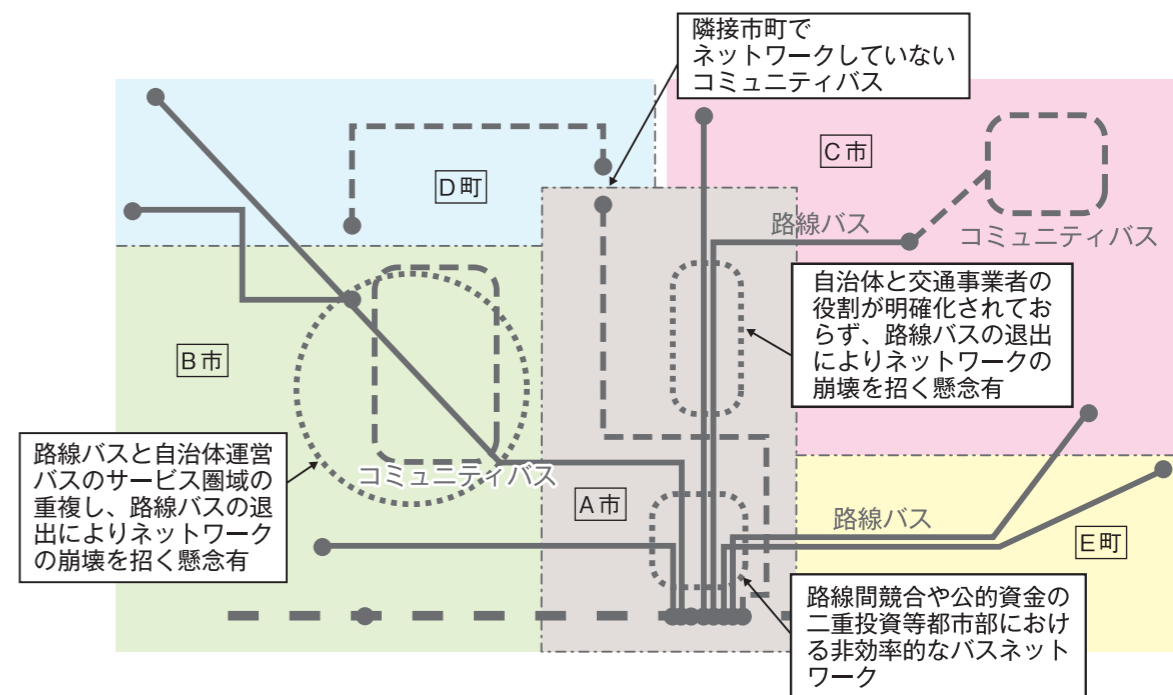 隣接市町で
ネットワークしていない
コミュニティバス
C市
D町
路線バス
コミュニティバス
自治体と交通事業者の
役割が明確化されてお
らず、路線バスの退出
によりネットワークの
崩壊を招く懸念有
B市
路線バスと自治体運営
バスのサービス圏域の
重複し、路線バスの退
出によりネットワーク
の崩壊を招く懸念有
コミュニティバス
A市
路線バス
E町
路線間競合や公的資金の
二重投資等都市部におけ
る非効率的なバスネット
ワーク